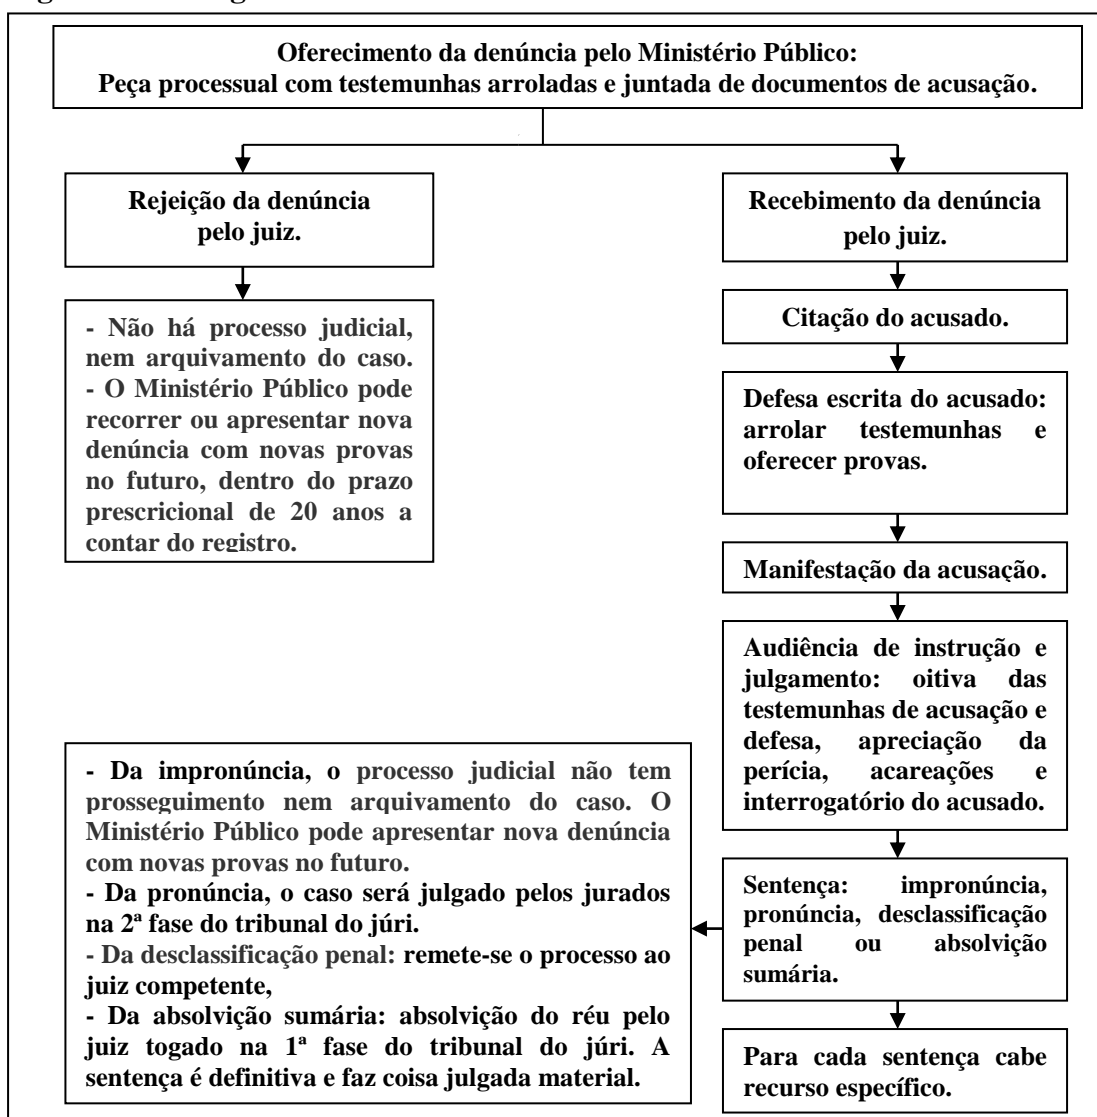 Oferecimento da denúncia pelo Ministério Público:
Peça processual com testemunhas arroladas e juntada de documentos de acusação.
Rejeição da denúncia
pelo juiz.
- Não há processo judicial,
nem arquivamento do caso.
- O Ministério Público pode
recorrer ou apresentar nova
denúncia com novas provas
no futuro, dentro do prazo
prescricional de 20 anos a
contar do registro.
Recebimento da denúncia
pelo juiz.
Citação do acusado.
Defesa escrita do acusado:
arrolar testemunhas e
oferecer provas.
Manifestação da acusação.
Audiência de instrução e
julgamento: oitiva das
testemunhas de acusação e
defesa, apreciação da
perícia, acareações e
interrogatório do acusado.
Sentença: impronúncia,
pronúncia, desclassificação
penal ou absolvição
sumária.
- Da impronúncia, o processo judicial não tem
prosseguimento nem arquivamento do caso. O
Ministério Público pode apresentar nova denúncia
com novas provas no futuro.
- Da pronúncia, o caso será julgado pelos jurados
na 2ª fase do tribunal do júri.
- Da desclassificação penal: remete-se o processo ao
juiz competente,
- Da absolvição sumária: absolvição do réu pelo
juiz togado na 1ª fase do tribunal do júri. A
sentença é definitiva e faz coisa julgada material.
Para cada sentença cabe
recurso específico.